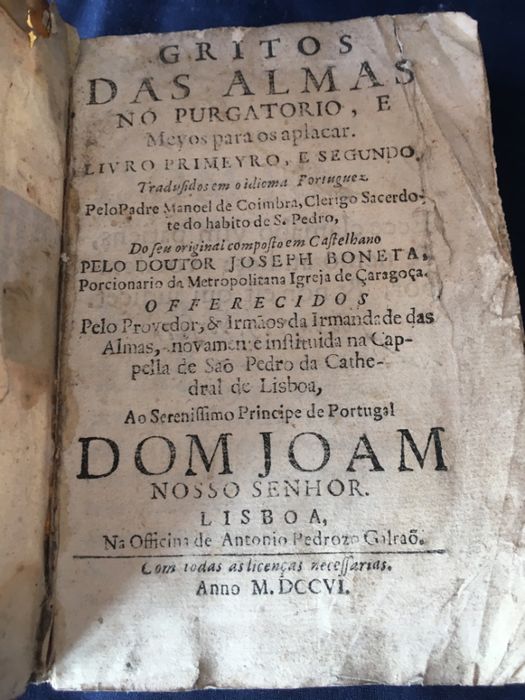 GRITOS
DAS ALMAS
NO PURGATORIO, E
Meyos para os aplacar.
LIVRO PRIMEYRO, E SEGUNDO.
Tradusidos em o idioma Portuguez
Pelo Padre Manoel de Coimbra, Clerigo Sacerdo-
te do habito de S. Pedro,
Do seu original composto em Castelhano
PELO DOUTOR JOSEPH BONETA,
Porcionario da Metropolitana Igreja de Çaragoça.
OFFERECIDOS
Pelo Provedor, & Irmãos da Irmandade das
Almas, novamente instituida na Cap-
pella de Saõ Pedro da Cathe-
dral de Lisboa,
Ao Serenissimo Principe de Portugal
DOM JOAM
NOSSO SENHOR.
LISBOA,
Na Officina de Antonio Pedrozo Galraõ.
Com todas as licenças necessarias.
Anno M.DCCVI.